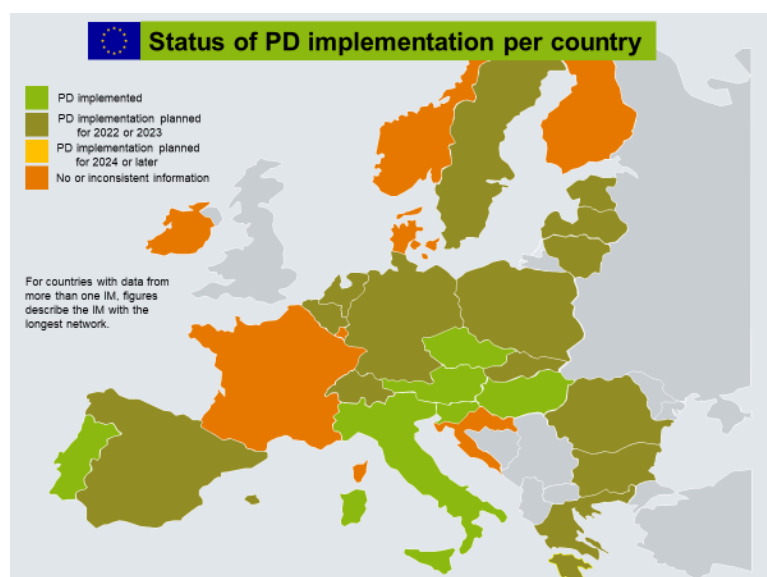 Status of PD implementation per country
PD implemented
PD implementation planned
for 2022 or 2023
PD implementation planned
for 2024 or later
No or inconsistent information
For countries with data from
more than one IM, figures
describe the IM with the
longest network.